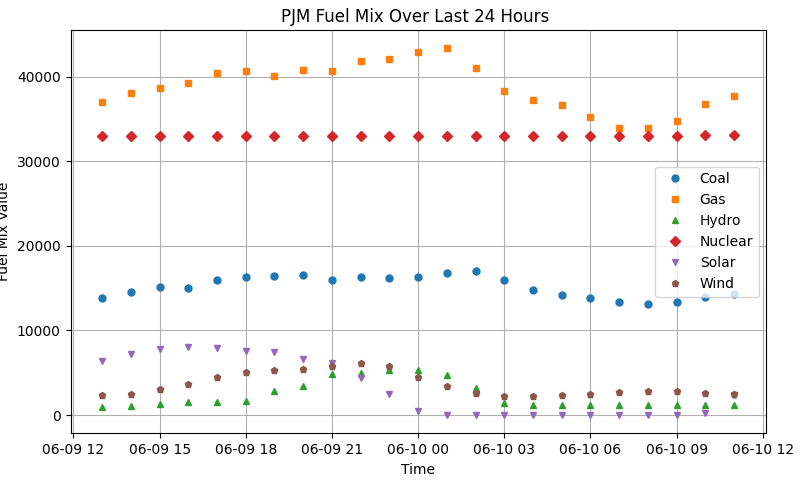 PJM Fuel Mix Over Last 24 Hours
40000
30000
20000
10000
0
Fuel Mix Value
Coal
Gas
Hydro
Nuclear
Solar
Wind
06-09 12 06-09 15 06-09 18 06-09 21 06-10 00 06-10 03 06-10 06 06-10 09 06-10 12
Time